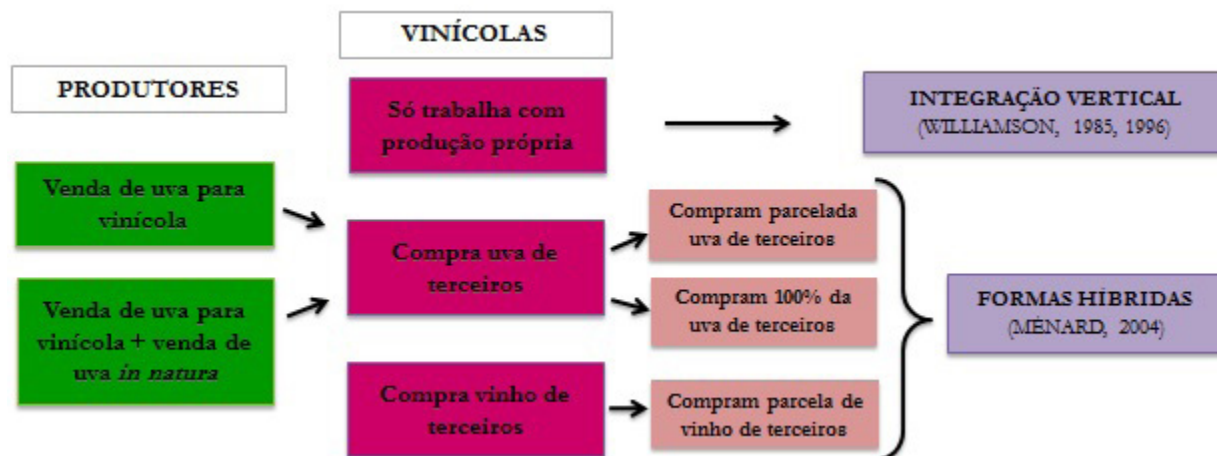 PRODUTORES
Venda de uva para
vinícola
Venda de uva para
vinícola + venda de
uva in natura
VINÍCOLAS
Só trabalha com
produção própria
Compra uva de
terceiros
Compra vinho de
terceiros
Compram parcelada
uva de terceiros
Compram 100% da
uva de terceiros
Compram parcela de
vinho de terceiros
INTEGRAÇÃO VERTICAL
(WILLIAMSON, 1985, 1996)
FORMAS HÍBRIDAS
(MÉNARD, 2004)